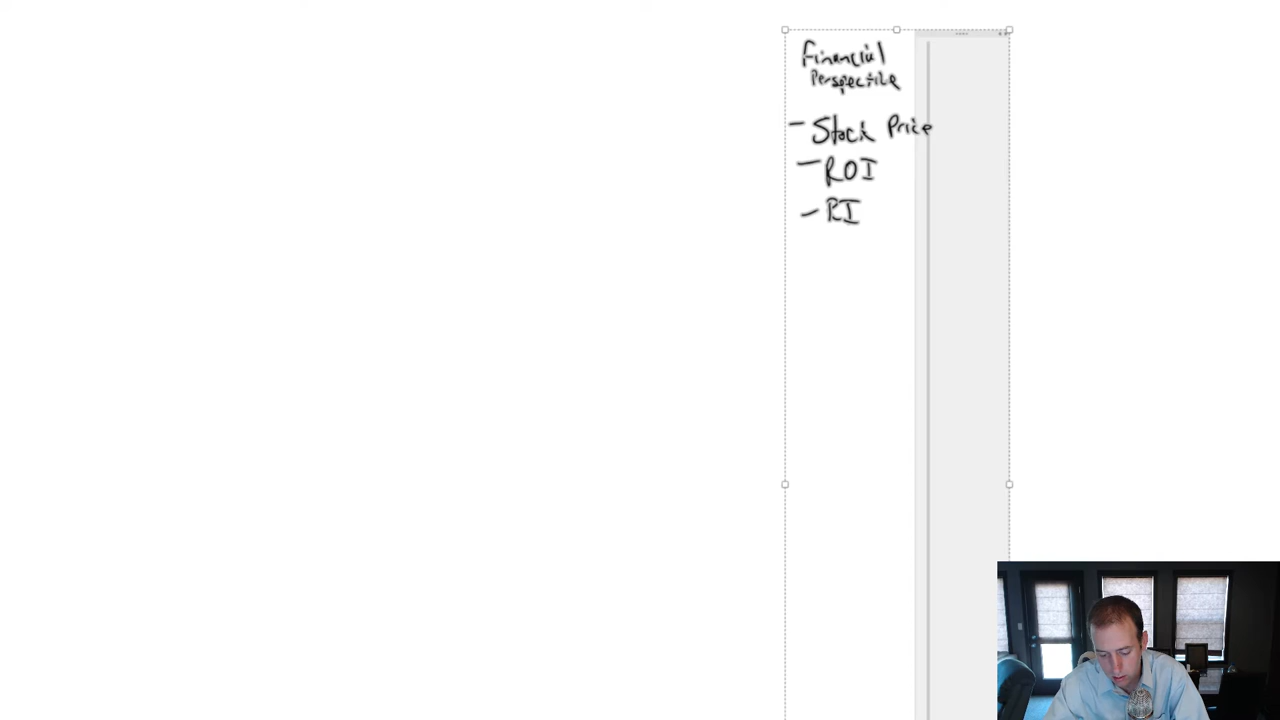 Financial
Perspective
- Stock Price
- ROI
- RI